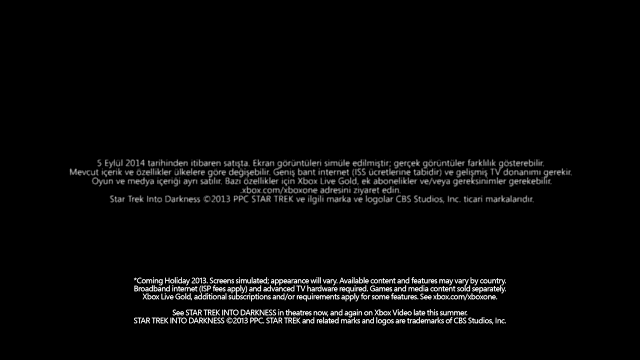 5 Eylül 2014 tarihinden itibaren satışta. Ekran görüntüleri simüle edilmiştir; gerçek görüntüler farklılık gösterebilir.
Mevcut içerik ve özellikler ülkelere göre değişebilir. Geniş bant internet (ISS ücretlerine tabidir) ve gelişmiş TV donanımı gerekir.
Oyun ve medya içeriği ayrı satılır. Bazı özellikler için Xbox Live Gold, ek abonelikler ve/veya gereksinimler gerekebilir.
.xbox.com/xboxone adresini ziyaret edin.
Star Trek Into Darkness ©2013 PPC STAR TREK ve ilgili marka ve logolar CBS Studios, Inc. ticari markalarıdır.
*Coming Holiday 2013. Screens simulated; appearance will vary. Available content and features may vary by country.
Broadband internet (ISP fees apply) and advanced TV hardware required. Games and media content sold separately.
Xbox Live Gold, additional subscriptions and/or requirements apply for some features. See xbox.com/xboxone.
See STAR TREK INTO DARKNESS in theatres now, and again on Xbox Video late this summer.
STAR TREK INTO DARKNESS ©2013 PPC. STAR TREK and related marks and logos are trademarks of CBS Studios, Inc.